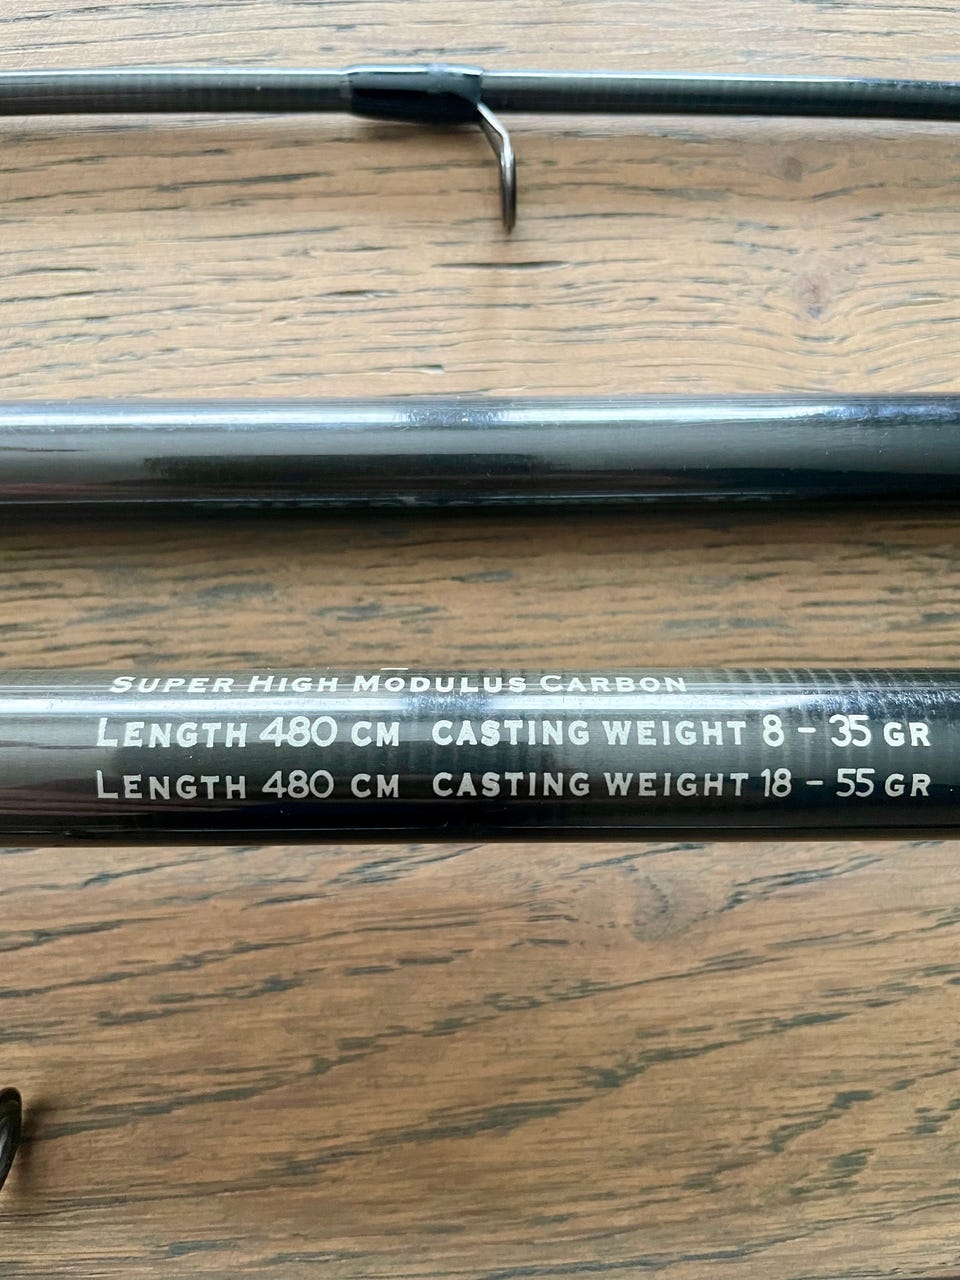 SUPER HIGH MODULUS CARBON
LENGTH 480 CM CASTING WEIGHT 8 - 35 GR
LENGTH 480 CM CASTING WEIGHT 18 - 55 GR